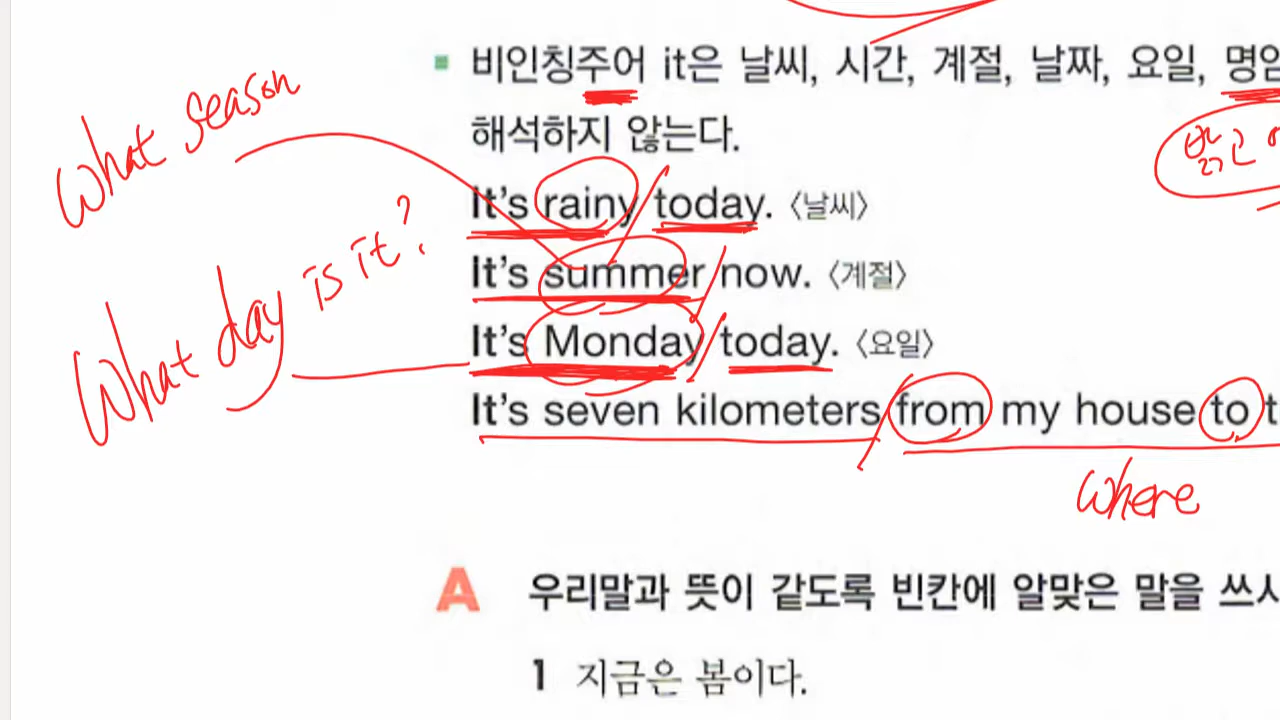 비인칭주어 it은 날씨, 시간, 계절, 날짜, 요일,
해석하지 않는다.
It's rainy today. 〈날씨〉
It's summer now. 〈계절〉
It's Monday today. 〈요일〉
It's seven kilometers from my house to
What season
What day is it?
where
A 우리말과 뜻이 같도록 빈칸에 알맞은 말을
1 지금은 봄이다.